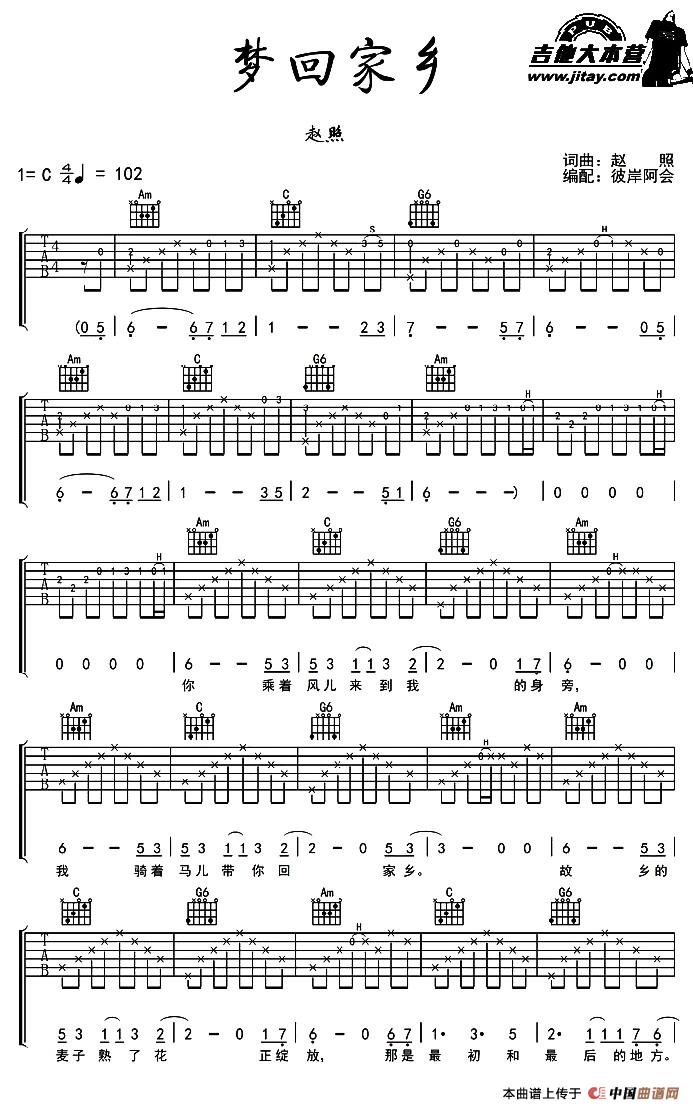 梦回家乡
PUB
吉他大本营
www.jitay.com
赵照
词曲：赵 照
编配：彼岸阿会
1= C 4/4 ♩ = 102
Am C G6
H S H
T A B 4/4
(0 5 | 6 - 6 7 1 2 | 1 - - 2 3 | 7 - - 5 7 | 6 - - 0 5 |
Am C G6 Am
H H
T A B
6 - 6 7 1 2 | 1 - - 3 5 | 2 - - 5 1 | 6 - - -) | 0 0 0 0 |
Am C G6 Am
H H
T A B
0 0 0 0 | 6 - - 5 3 | 5 3 1 1 3 2 | 2 - 0 1 7 | 6 - 0 0 |
你 乘着 风儿来到我 的身 旁，
Am C G6 Am Am
H
T A B
6 - - 5 3 | 5 3 1 1 3 2 | 2 - 0 5 3 | 3 - 0 0 | 6 - - 5 3 |
我 骑着 马儿带你回 家乡。 故 乡的
C G6 Am C G6
H
T A B
5 3 1 1 3 2 | 2 - 0 1 7 | 6 - 0 1 7 | 1· 3· 5 | 2· 1 1 7 6 |
麦子熟了花 正绽 放，那是 最初和 最后的地方。
本曲谱上传于 中国曲谱网